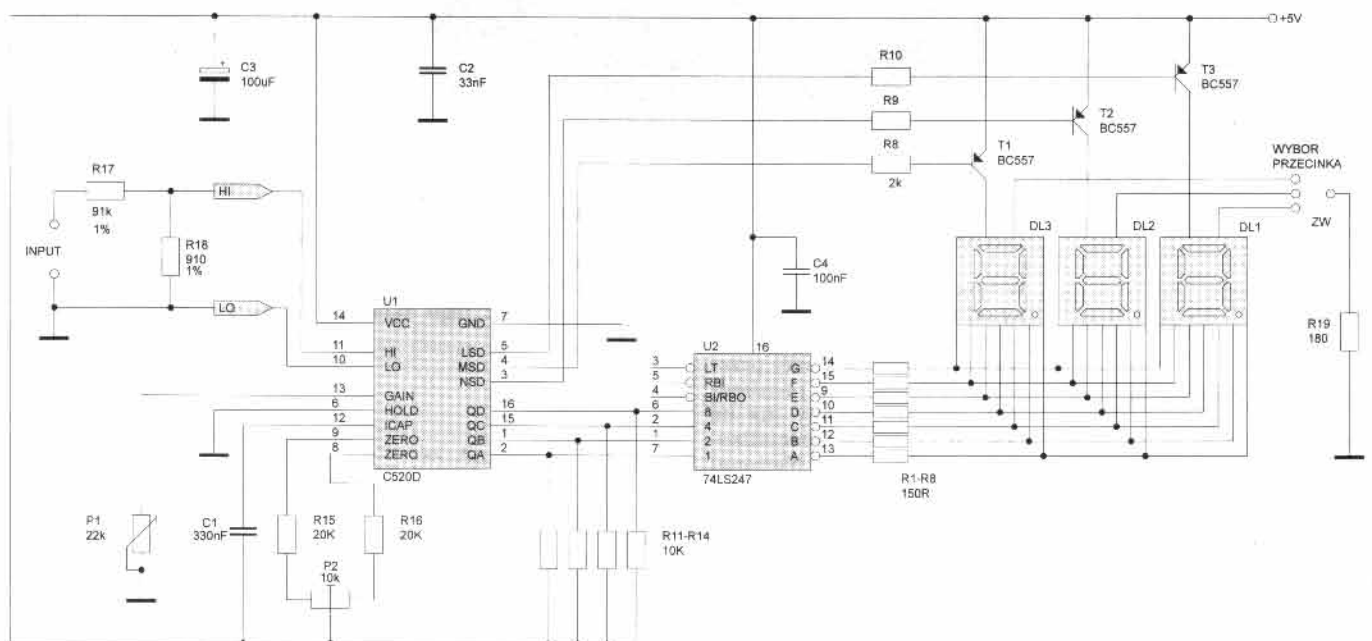 +5V
C3
100uF
C2
33nF
R10
T3
BC557
R9
T2
BC557
R8
2k
T1
BC557
WYBOR
PRZECINKA
ZW
R17
91k
1%
HI
INPUT
R18
910
1%
LO
DL3
DL2
DL1
C4
100nF
R19
180
U1
14
VCC
GND
7
11
HI
LSD
5
10
LO
MSD
4
NSD
3
13
GAIN
6
HOLD
QD
16
12
ICAP
QC
15
9
ZERO
QB
1
8
ZERO
QA
2
C520D
U2
16
3
LT
G
14
5
RBI
F
15
4
BI/RBO
E
9
6
8
D
10
2
4
C
11
1
2
B
12
7
1
A
13
74LS247
R1-R8
150R
P1
22k
C1
330nF
R15
20K
R16
20K
P2
10k
R11-R14
10K